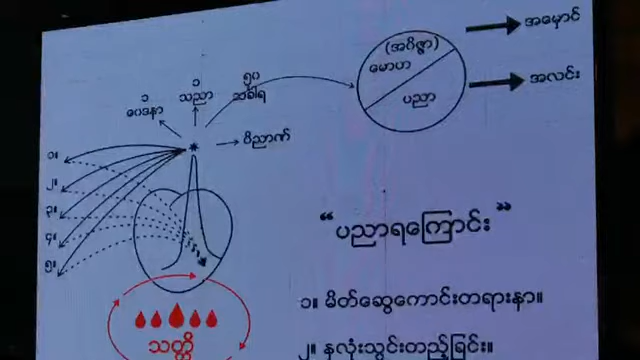 အမှောင်
(အဝိဇ္ဇာ)
မောဟ
ပညာ
အလင်း
၁
ဝေဒနာ
၁
သညာ
၅၀
သင်္ခါရ
ဝိညာဏ်
၁။
၂။
၃။
၄။
၅။
သတ္တိ
“ပညာရကြောင်း”
၁။ မိတ်ဆွေကောင်းတရားနာ။
၂။ နှလုံးသွင်းတည့်ခြင်း။